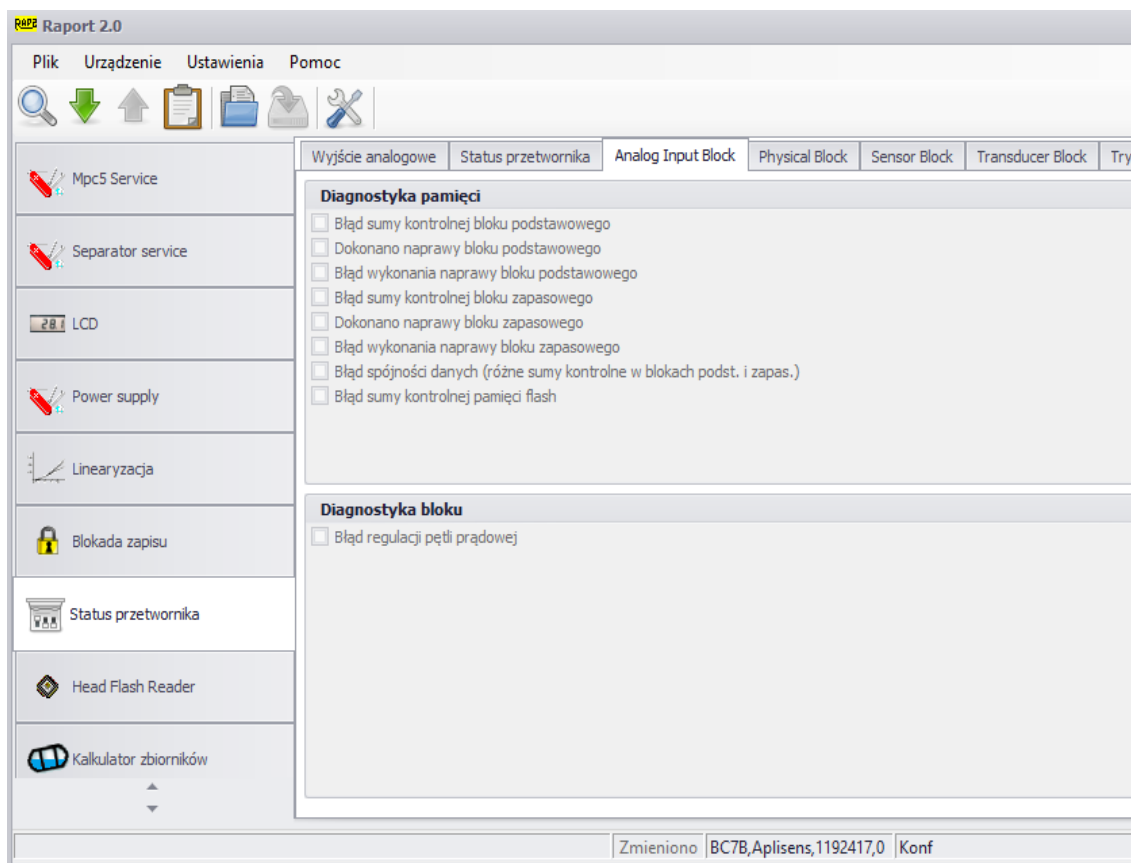 RAP2 Raport 2.0
Plik Urządzenie Ustawienia Pomoc
Wyjście analogowe Status przetwornika Analog Input Block Physical Block Sensor Block Transducer Block Try
Mpc5 Service
Separator service
28.1 LCD
Power supply
Linearyzacja
Blokada zapisu
Status przetwornika
Head Flash Reader
Kalkulator zbiorników
Diagnostyka pamięci
Błąd sumy kontrolnej bloku podstawowego
Dokonano naprawy bloku podstawowego
Błąd wykonania naprawy bloku podstawowego
Błąd sumy kontrolnej bloku zapasowego
Dokonano naprawy bloku zapasowego
Błąd wykonania naprawy bloku zapasowego
Błąd spójności danych (różne sumy kontrolne w blokach podst. i zapas.)
Błąd sumy kontrolnej pamięci flash
Diagnostyka bloku
Błąd regulacji pętli prądowej
Zmieniono BC7B,Aplisens,1192417,0 Konf